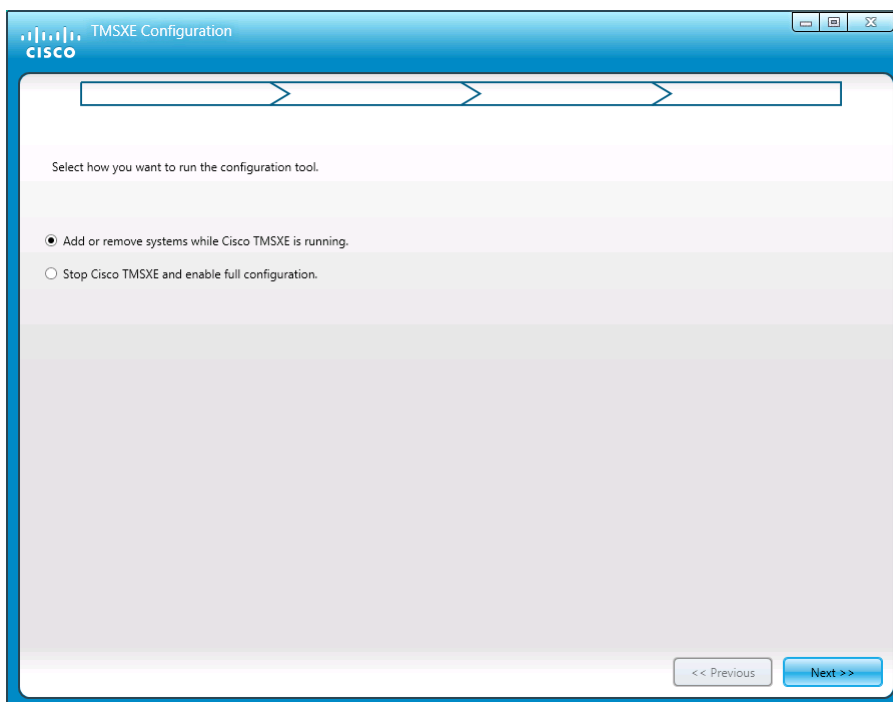 TMSXE Configuration
CISCO
Select how you want to run the configuration tool.
Add or remove systems while Cisco TMSXE is running.
Stop Cisco TMSXE and enable full configuration.
<< Previous
Next >>